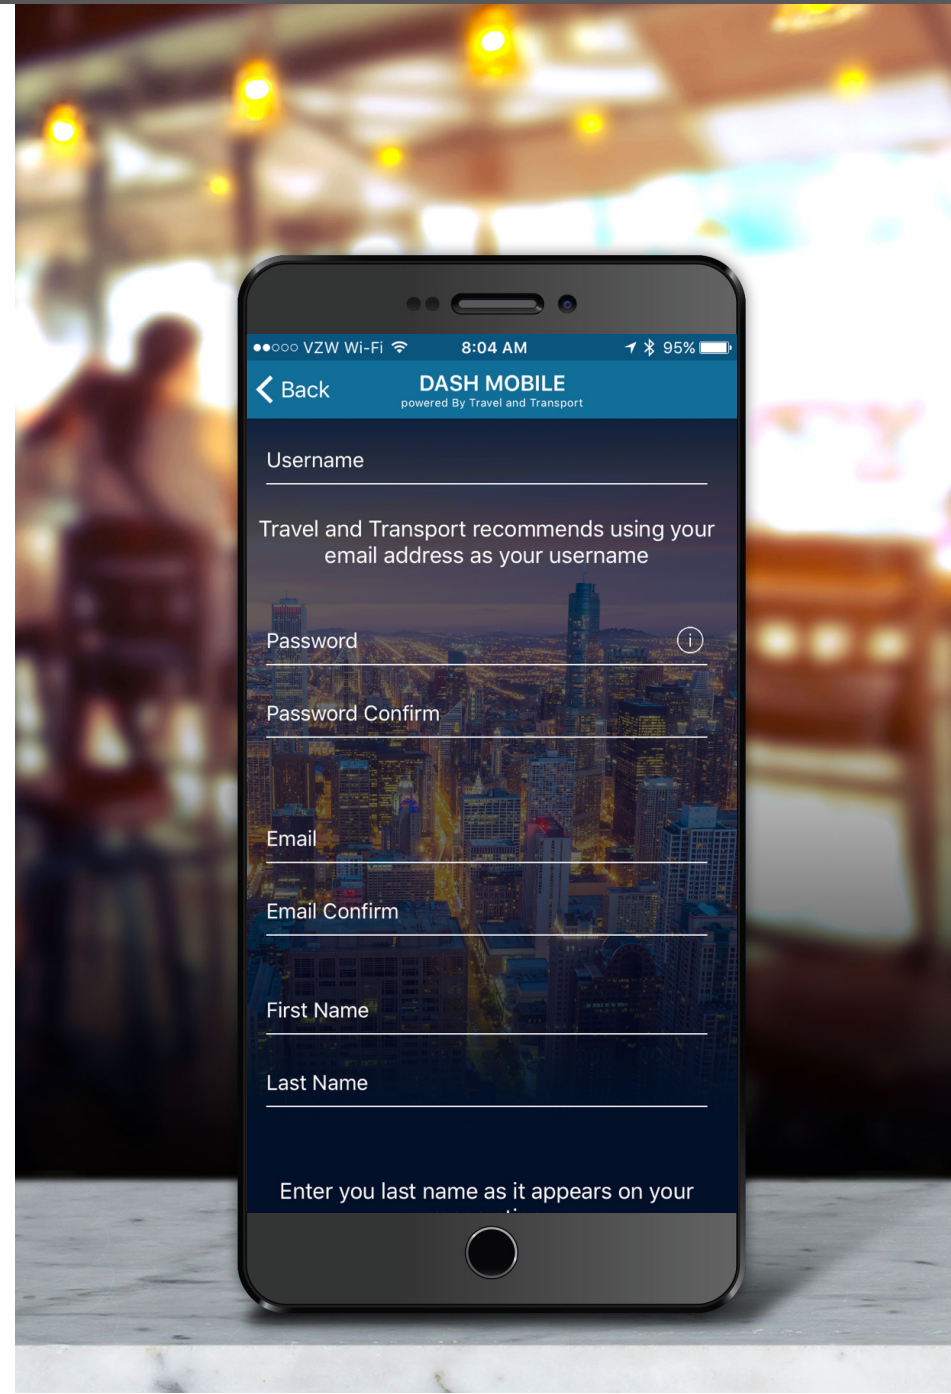 VZW Wi-Fi 8:04 AM 95%
Back DASH MOBILE
powered By Travel and Transport
Username
Travel and Transport recommends using your
email address as your username
Password
Password Confirm
Email
Email Confirm
First Name
Last Name
Enter you last name as it appears on your